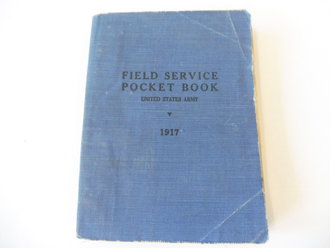 FIELD SERVICE
POCKET BOOK
UNITED STATES ARMY
1917